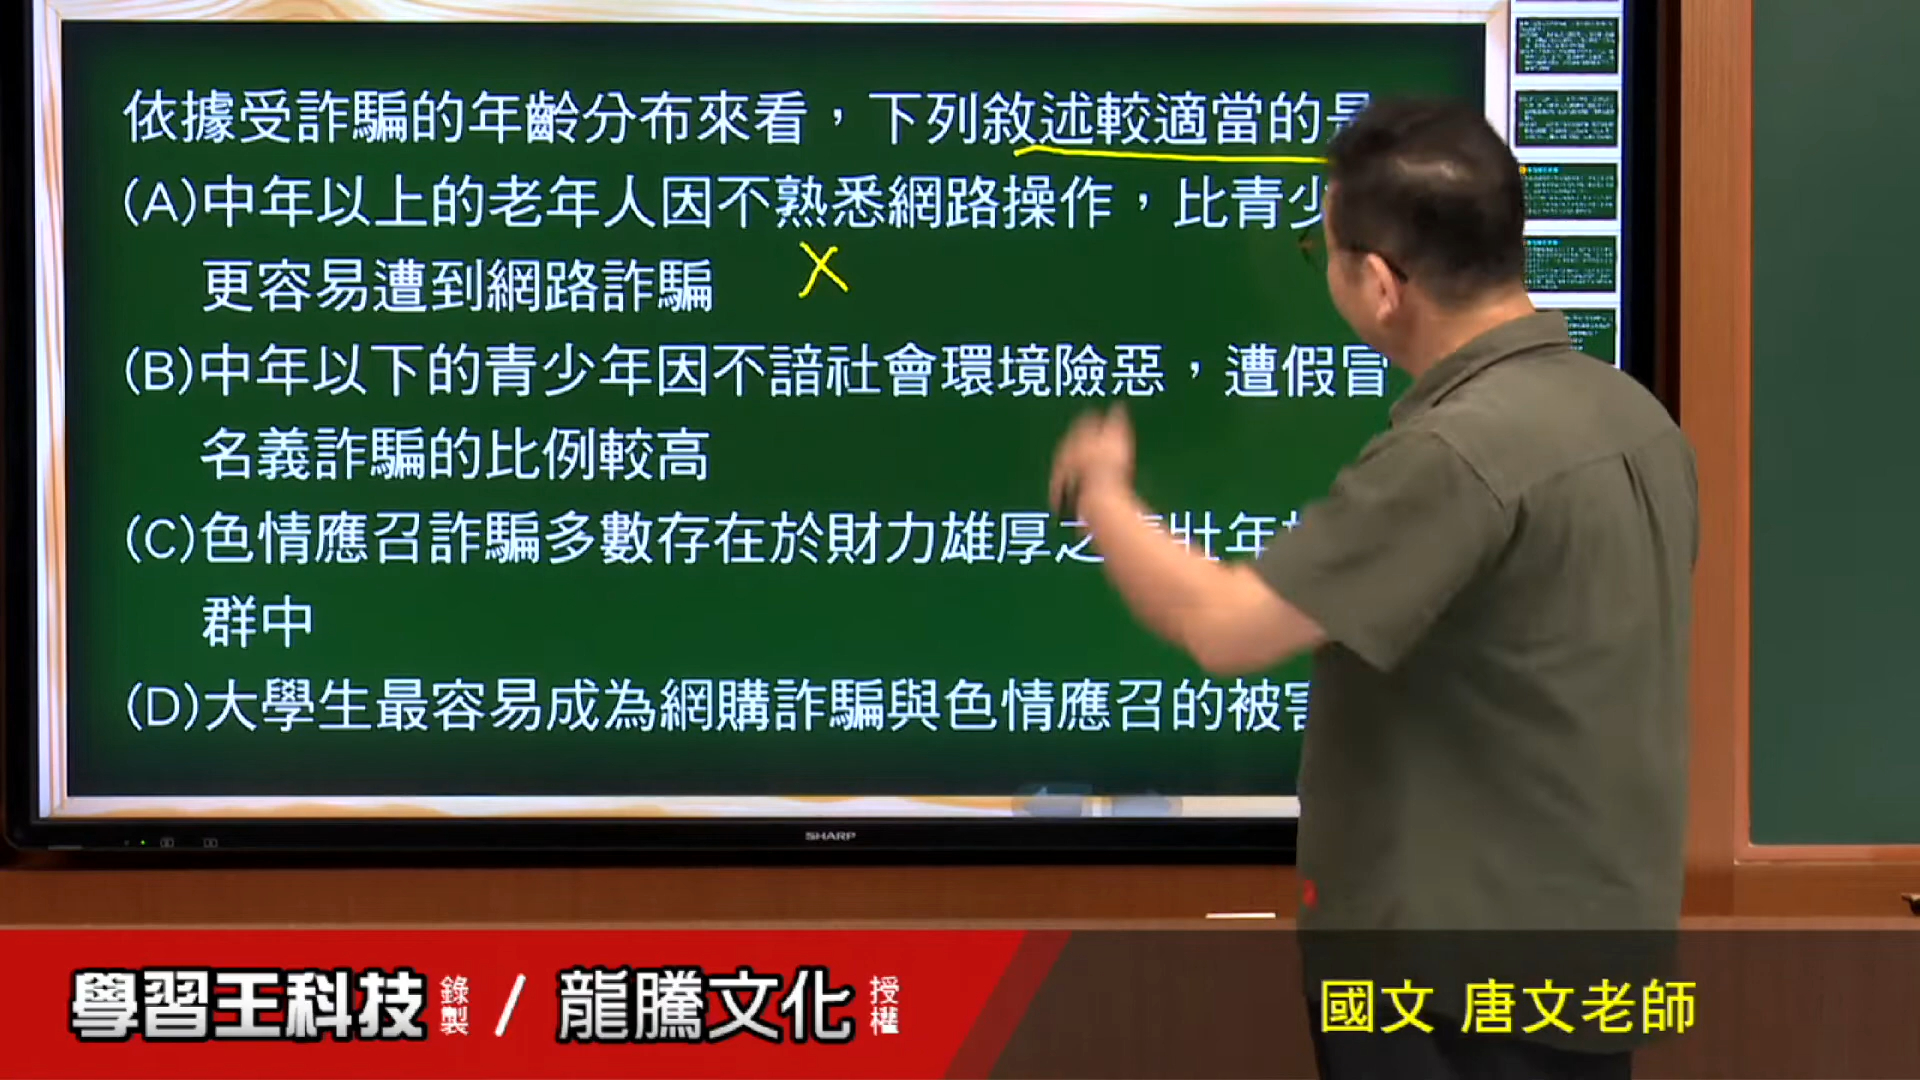 依據受詐騙的年齡分布來看，下列敘述較適當的是
(A)中年以上的老年人因不熟悉網路操作，比青少
更容易遭到網路詐騙
(B)中年以下的青少年因不諳社會環境險惡，遭假冒
名義詐騙的比例較高
(C)色情應召詐騙多數存在於財力雄厚之 壯年
群中
(D)大學生最容易成為網購詐騙與色情應召的被害
SHARP
學習王科技 錄製 / 龍騰文化 授權
國文 唐文老師